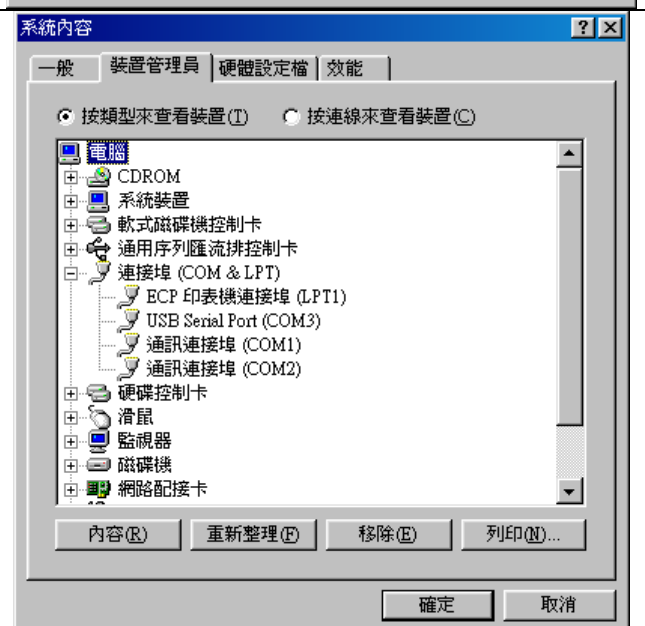 系統內容
一般 裝置管理員 硬體設定檔 效能
按類型來查看裝置(T) 按連線來查看裝置(C)
電腦
CDROM
系統裝置
軟式磁碟機控制卡
通用序列匯流排控制卡
連接埠 (COM & LPT)
ECP 印表機連接埠 (LPT1)
USB Serial Port (COM3)
通訊連接埠 (COM1)
通訊連接埠 (COM2)
硬碟控制卡
滑鼠
監視器
磁碟機
網路配接卡
內容(R) 重新整理(F) 移除(E) 列印(N)...
確定 取消